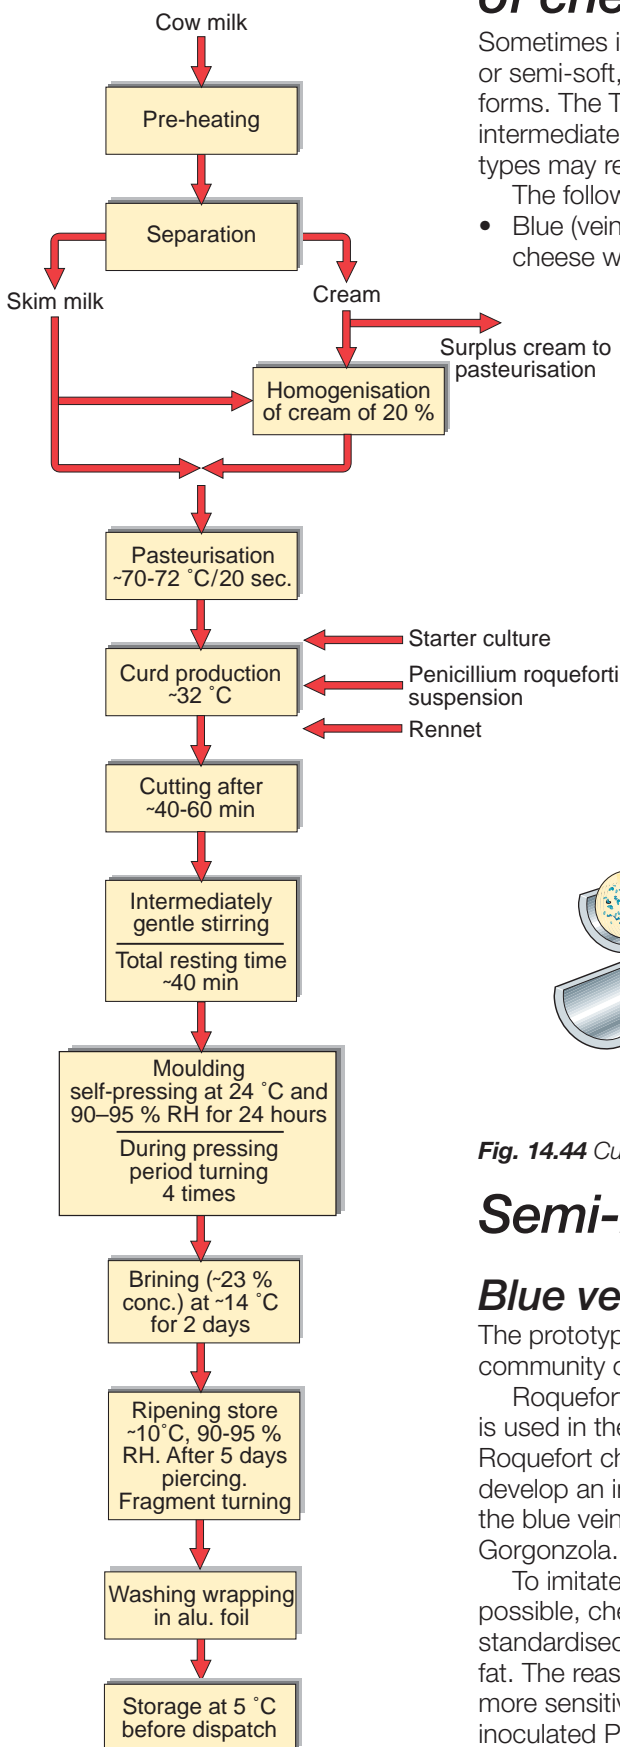 Cow milk
Pre-heating
Separation
Skim milk
Cream
Surplus cream to
pasteurisation
Homogenisation
of cream of 20 %
Pasteurisation
~70-72 ˚C/20 sec.
Curd production
~32 ˚C
Starter culture
Penicillium roqueforti
suspension
Rennet
Cutting after
~40-60 min
Intermediately
gentle stirring
Total resting time
~40 min
Moulding
self-pressing at 24 ˚C and
90–95 % RH for 24 hours
During pressing
period turning
4 times
Brining (~23 %
conc.) at ~14 ˚C
for 2 days
Ripening store
~10˚C, 90-95 %
RH. After 5 days
piercing.
Fragment turning
Washing wrapping
in alu. foil
Storage at 5 ˚C
before dispatch
of che
Sometimes i
or semi-soft,
forms. The T
intermediate
types may re
The follow
• Blue (vein
cheese w
Fig. 14.44 Cu
Semi-
Blue ve
The prototyp
community o
Roquefort
is used in the
Roquefort ch
develop an in
the blue vein
Gorgonzola.
To imitate
possible, che
standardised
fat. The reas
more sensitiv
inoculated P